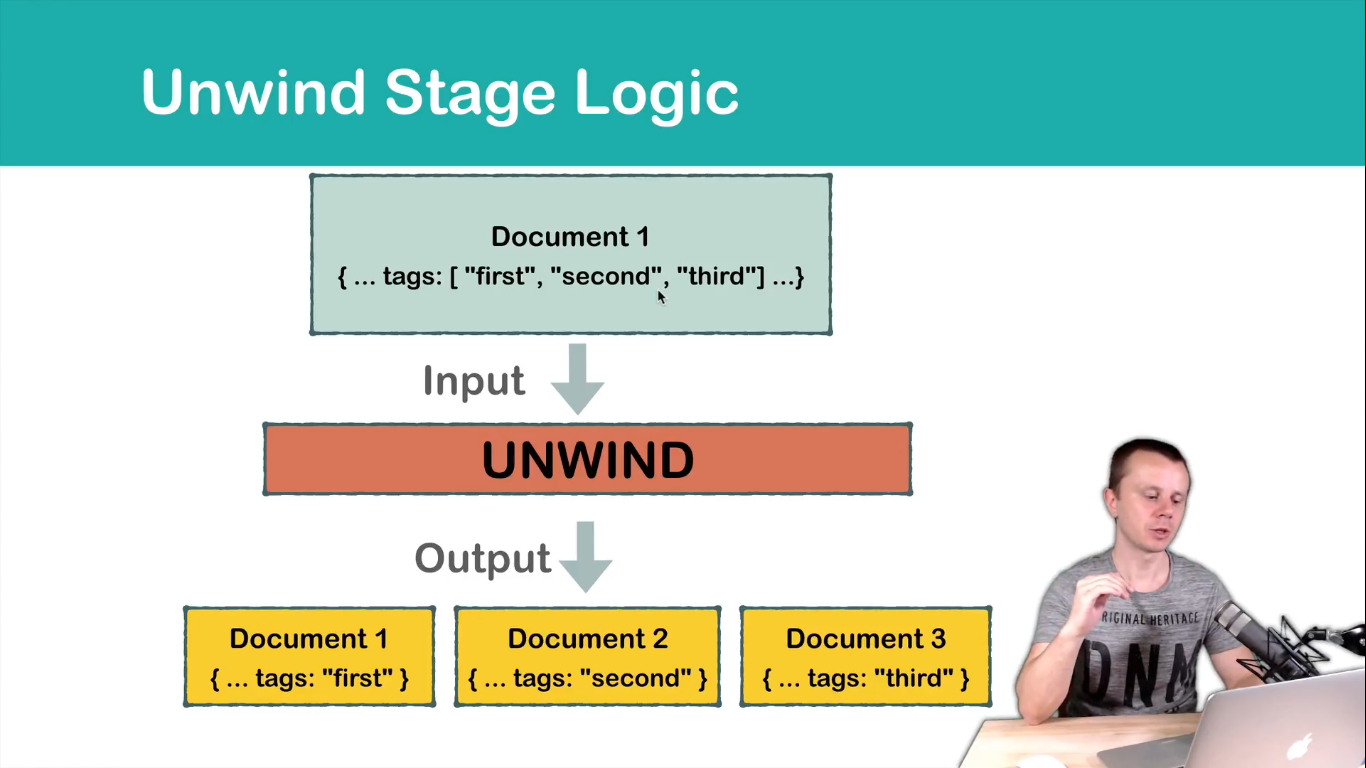 Unwind Stage Logic
Document 1
{ ... tags: [ "first", "second", "third"] ...}
Input
UNWIND
Output
Document 1
{ ... tags: "first" }
Document 2
{ ... tags: "second" }
Document 3
{ ... tags: "third" }
RIGINAL HERITAGE
DNM